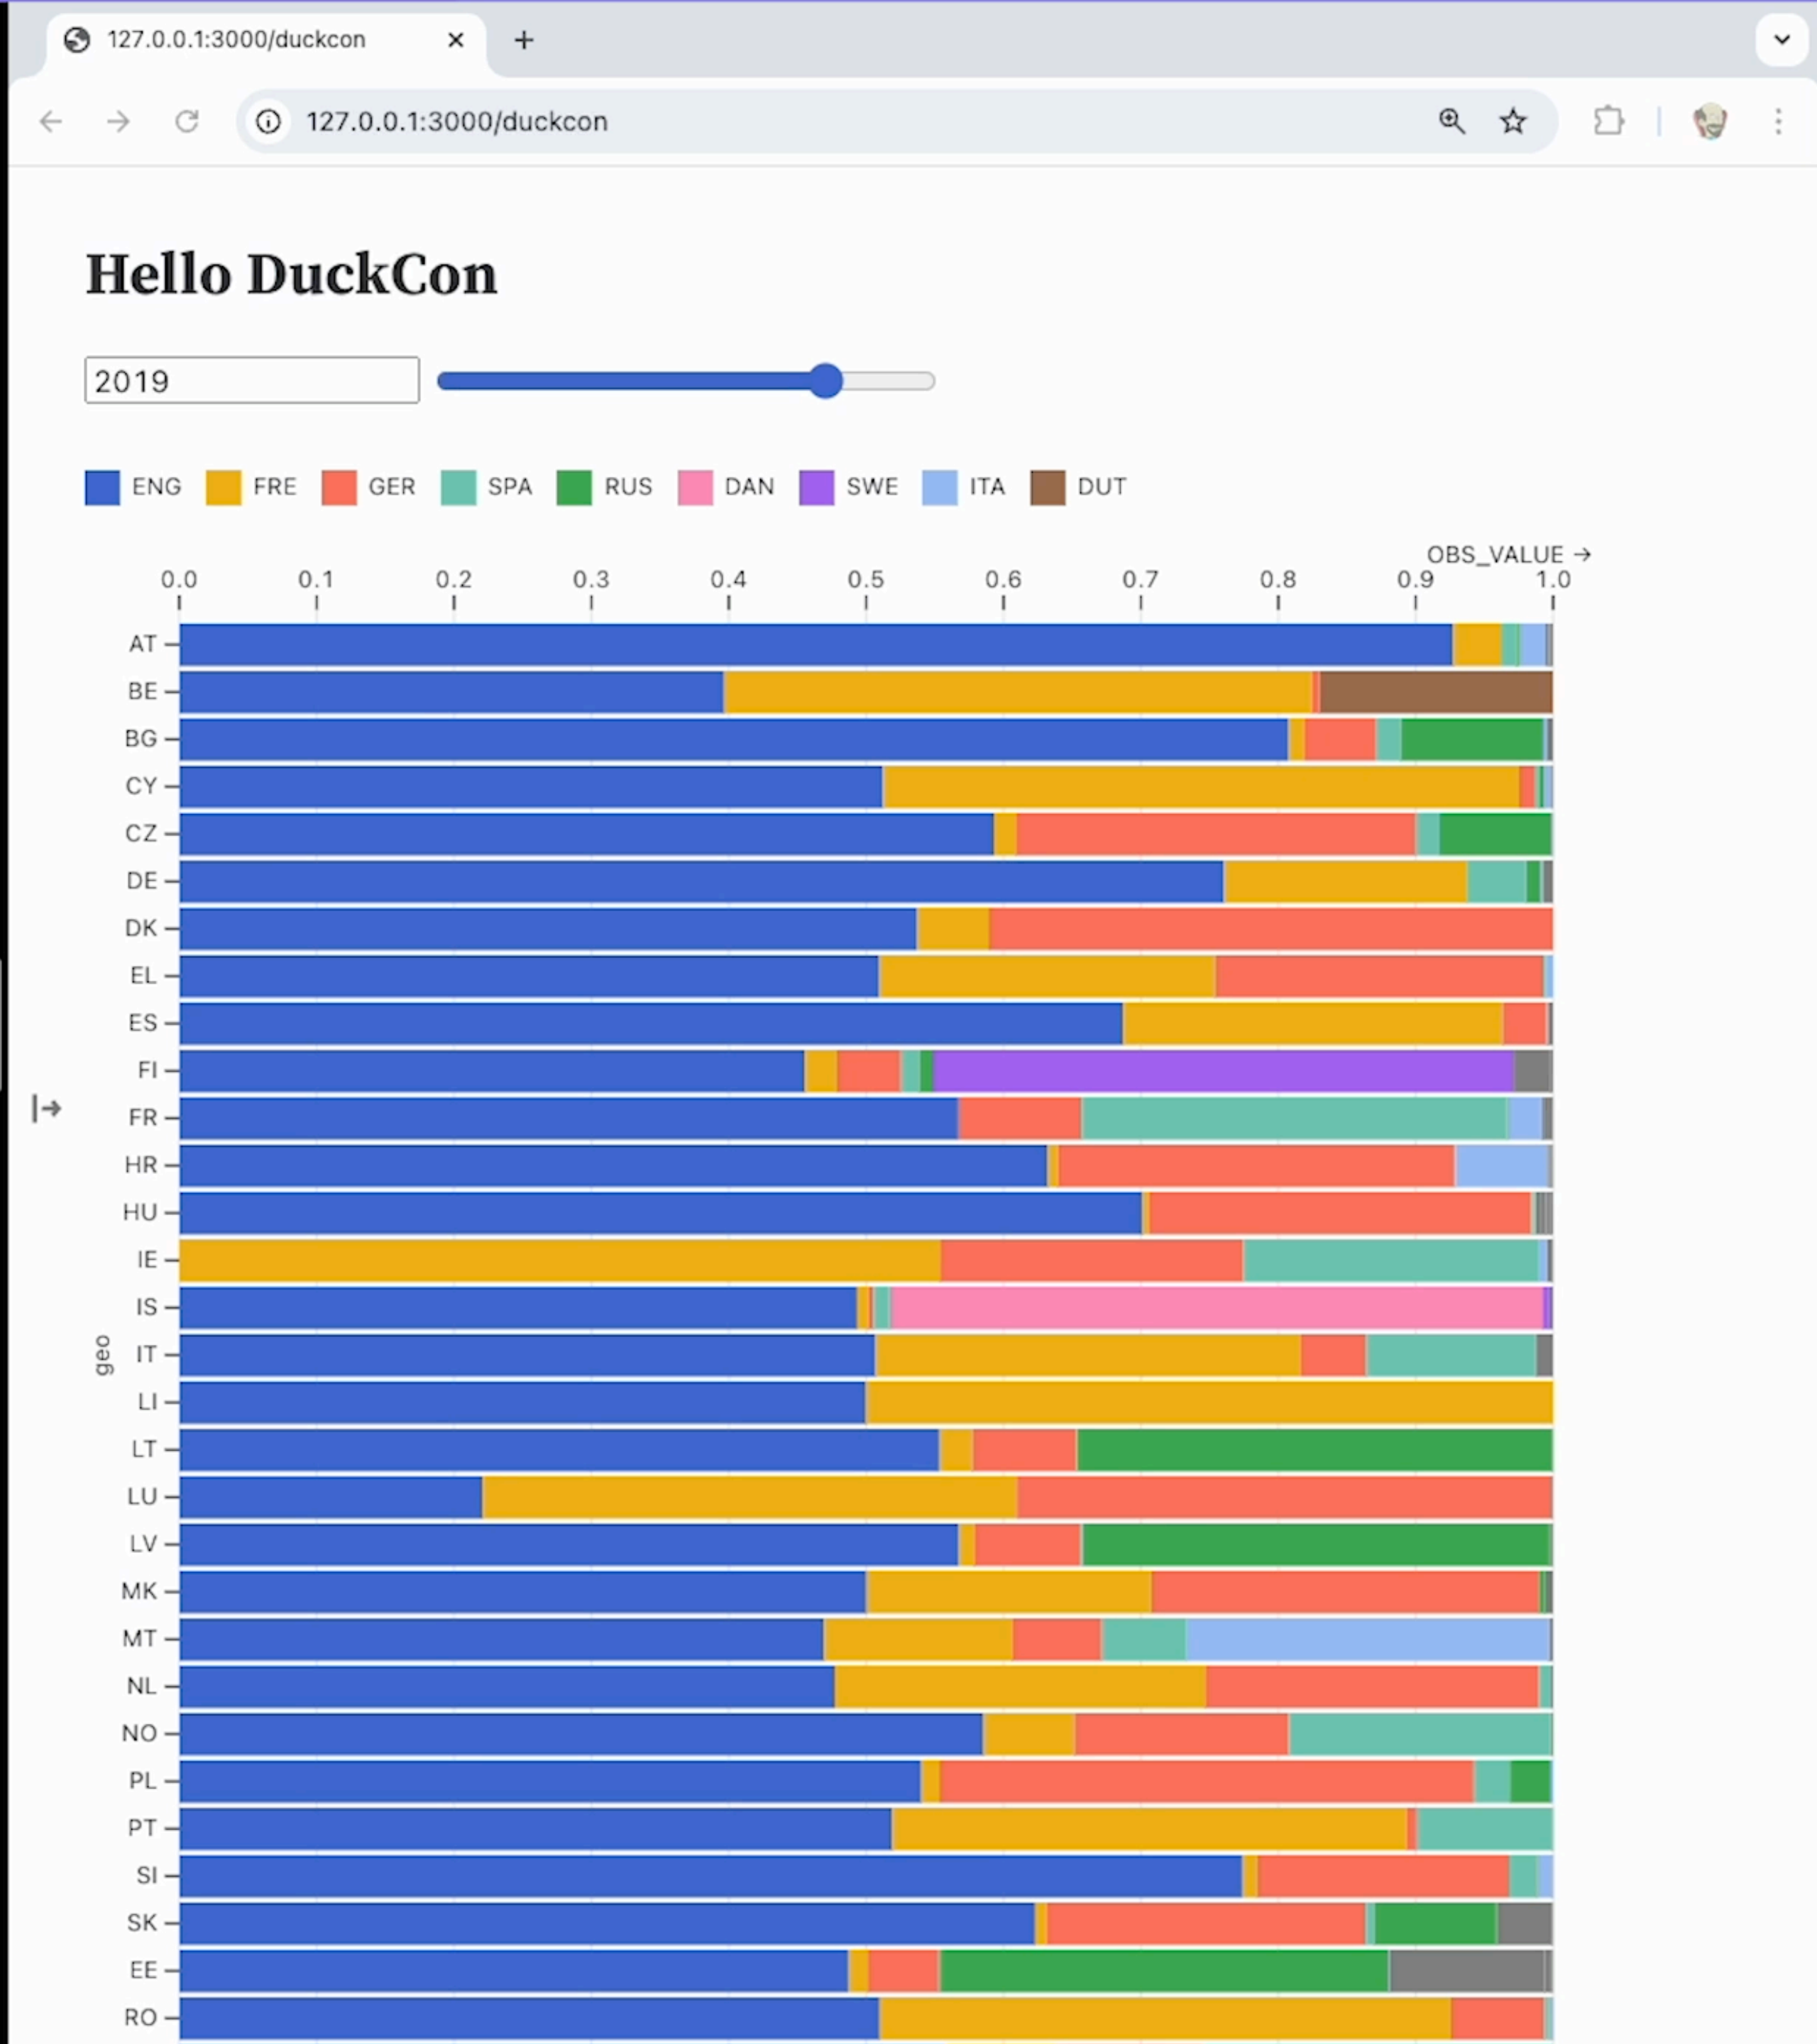 127.0.0.1:3000/duckcon
127.0.0.1:3000/duckcon
Hello DuckCon
2019
ENG FRE GER SPA RUS DAN SWE ITA DUT
OBS_VALUE →
0.0 0.1 0.2 0.3 0.4 0.5 0.6 0.7 0.8 0.9 1.0
AT
BE
BG
CY
CZ
DE
DK
EL
ES
FI
FR
HR
HU
IE
IS
geo
IT
LI
LT
LU
LV
MK
MT
NL
NO
PL
PT
SI
SK
EE
RO